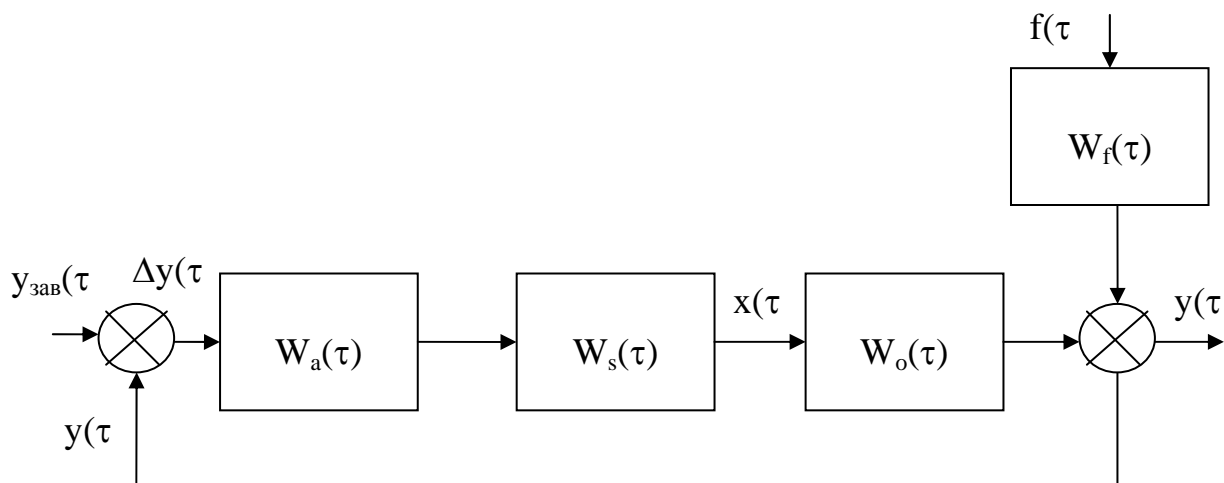 f(τ
W_f(τ)
y_зав(τ
Δy(τ
W_a(τ)
W_s(τ)
x(τ
W_o(τ)
y(τ
y(τ